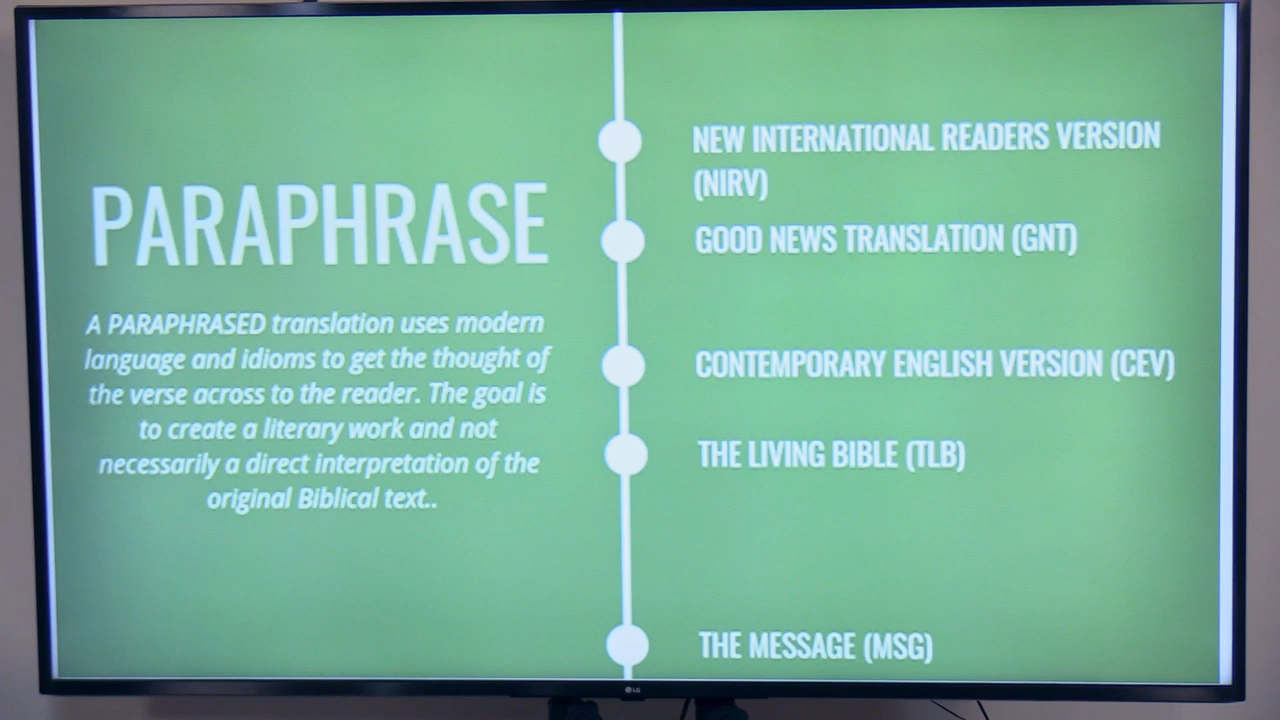 PARAPHRASE
A PARAPHRASED translation uses modern
language and idioms to get the thought of
the verse across to the reader. The goal is
to create a literary work and not
necessarily a direct interpretation of the
original Biblical text..
NEW INTERNATIONAL READERS VERSION
(NIRV)
GOOD NEWS TRANSLATION (GNT)
CONTEMPORARY ENGLISH VERSION (CEV)
THE LIVING BIBLE (TLB)
THE MESSAGE (MSG)
LG